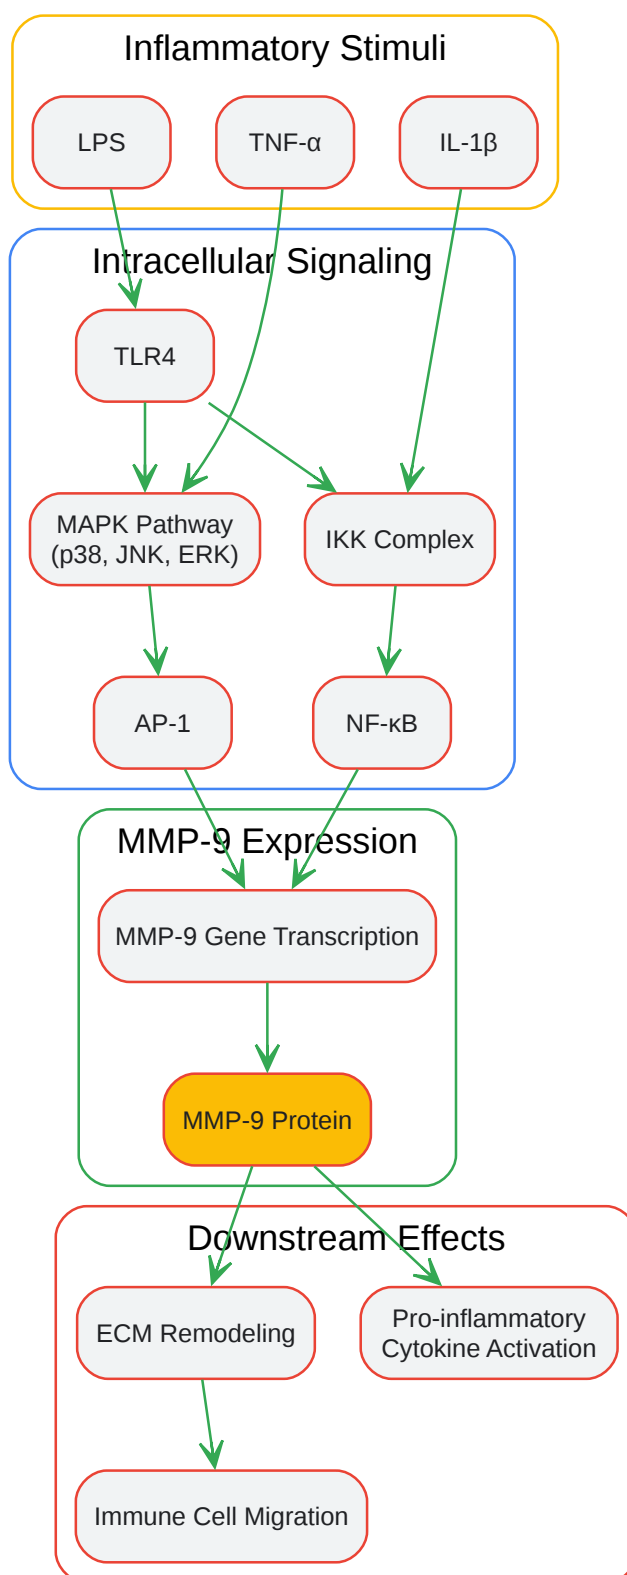 Inflammatory Stimuli
LPS
TNF-α
IL-1β
Intracellular Signaling
TLR4
MAPK Pathway
(p38, JNK, ERK)
IKK Complex
AP-1
NF-κB
MMP-9 Expression
MMP-9 Gene Transcription
MMP-9 Protein
Downstream Effects
ECM Remodeling
Pro-inflammatory
Cytokine Activation
Immune Cell Migration